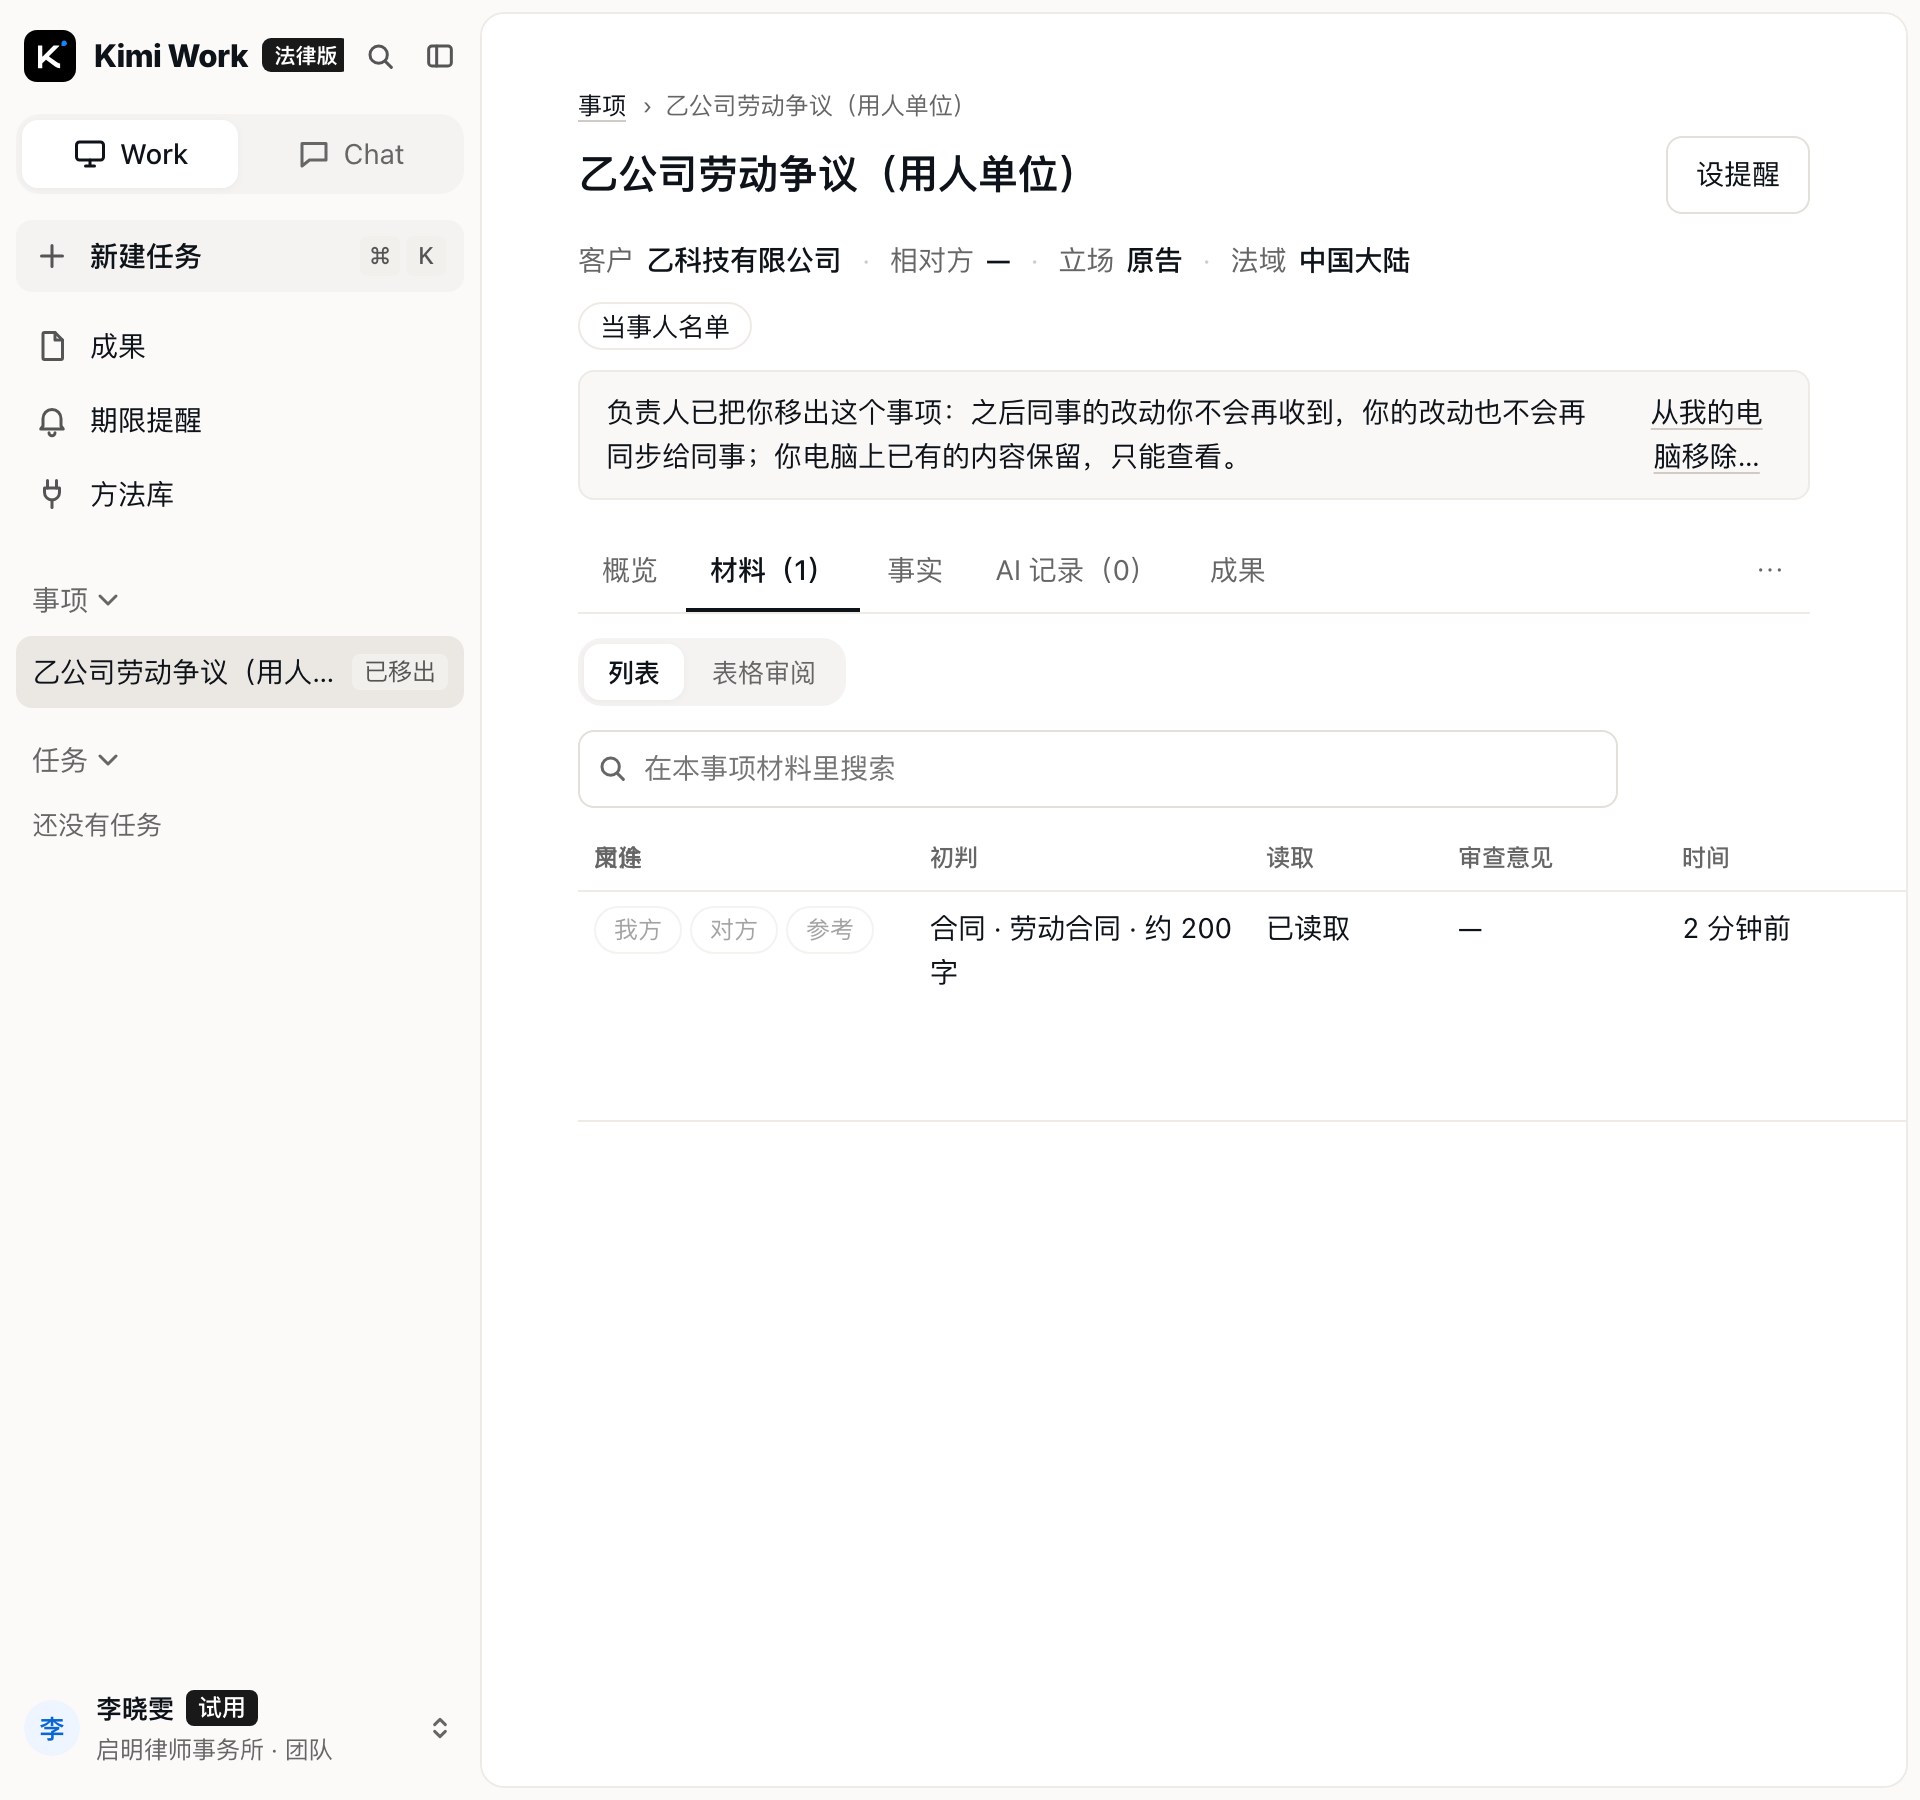 Kimi Work 法律版
Work
Chat
新建任务 ⌘ K
成果
期限提醒
方法库
事项
乙公司劳动争议（用人... 已移出
任务
还没有任务
李 李晓雯 试用
启明律师事务所 · 团队
事项 › 乙公司劳动争议（用人单位）
乙公司劳动争议（用人单位）
设提醒
客户 乙科技有限公司 · 相对方 — · 立场 原告 · 法域 中国大陆
当事人名单
负责人已把你移出这个事项：之后同事的改动你不会再收到，你的改动也不会再
同步给同事；你电脑上已有的内容保留，只能查看。
从我的电
脑移除...
概览 材料（1） 事实 AI 记录（0） 成果 ···
列表 表格审阅
在本事项材料里搜索
初判 读取 审查意见 时间
我方 对方 参考 合同 · 劳动合同 · 约 200 已读取 — 2 分钟前
字